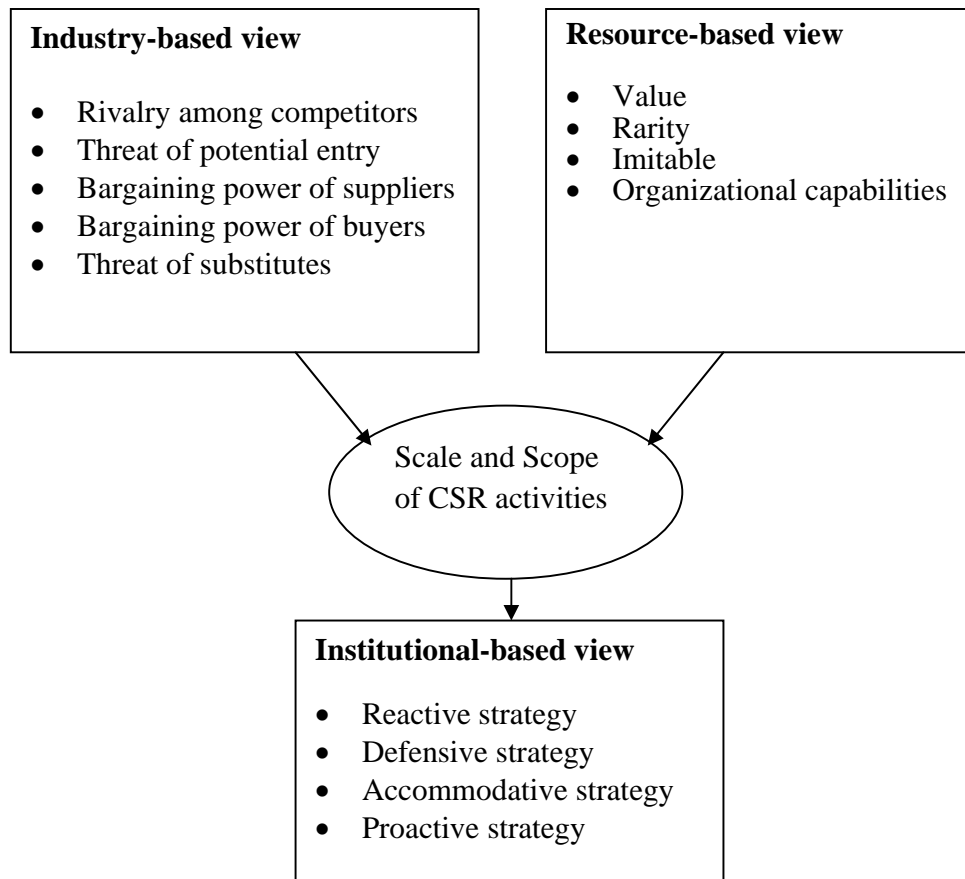 Industry-based view
• Rivalry among competitors
• Threat of potential entry
• Bargaining power of suppliers
• Bargaining power of buyers
• Threat of substitutes
Resource-based view
• Value
• Rarity
• Imitable
• Organizational capabilities
Scale and Scope
of CSR activities
Institutional-based view
• Reactive strategy
• Defensive strategy
• Accommodative strategy
• Proactive strategy